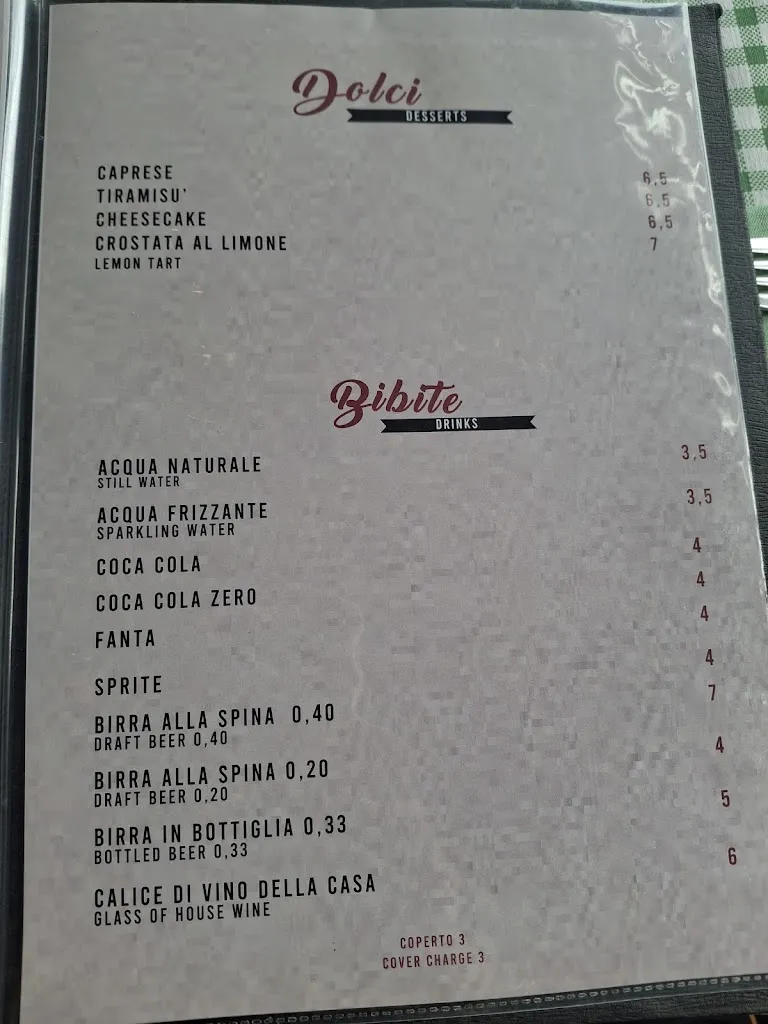 Dolci
DESSERTS
CAPRESE 6,5
TIRAMISU' 6,5
CHEESECAKE 6,5
CROSTATA AL LIMONE 7
LEMON TART
Bibite
DRINKS
ACQUA NATURALE 3,5
STILL WATER
ACQUA FRIZZANTE 3,5
SPARKLING WATER
COCA COLA 4
COCA COLA ZERO 4
FANTA 4
SPRITE 4
BIRRA ALLA SPINA 0,40 7
DRAFT BEER 0,40
BIRRA ALLA SPINA 0,20 4
DRAFT BEER 0,20
BIRRA IN BOTTIGLIA 0,33 5
BOTTLED BEER 0,33
CALICE DI VINO DELLA CASA 6
GLASS OF HOUSE WINE
COPERTO 3
COVER CHARGE 3